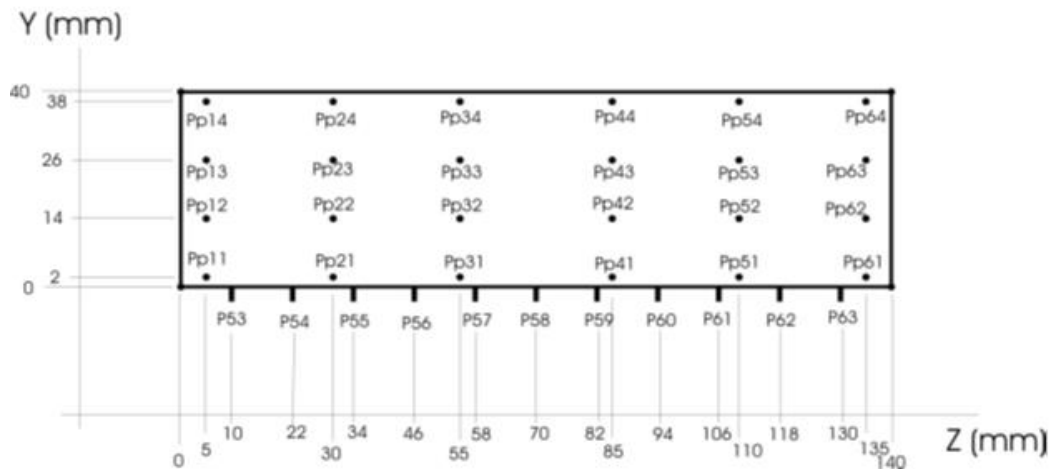 Y (mm)
40
38
Pp14 Pp24 Pp34 Pp44 Pp54 Pp64
26
Pp13 Pp23 Pp33 Pp43 Pp53 Pp63
Pp12 Pp22 Pp32 Pp42 Pp52 Pp62
14
Pp11 Pp21 Pp31 Pp41 Pp51 Pp61
2
0
P53 P54 P55 P56 P57 P58 P59 P60 P61 P62 P63
10 22 34 46 58 70 82 94 106 118 130
0 5 30 55 85 110 135 140
Z (mm)